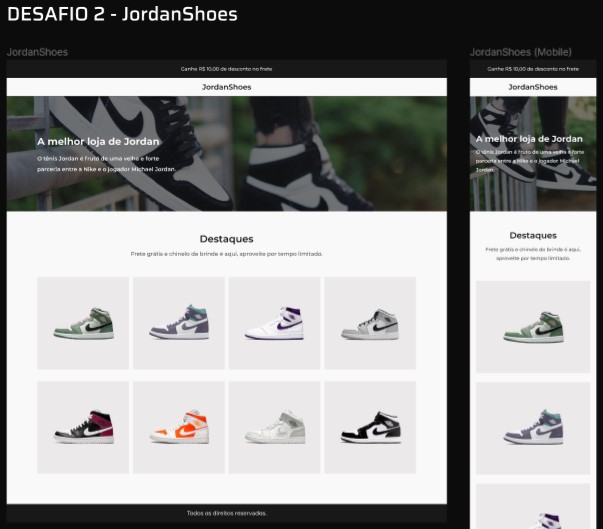 DESAFIO 2 - JordanShoes
JordanShoes
Ganhe R$ 10,00 de desconto no frete
JordanShoes
A melhor loja de Jordan
O tênis Jordan é fruto de uma velha e forte
parceria entre a Nike e o jogador Michael Jordan.
Destaques
Frete grátis e chinelo da brinde é aqui, aproveite por tempo limitado.
Todos os direitos reservados.
JordanShoes (Mobile)
Ganhe R$ 10,00 de desconto no frete
JordanShoes
A melhor loja de Jordan
O tênis Jordan é fruto de uma velha e forte
parceria entre a Nike e o jogador Michael
Jordan.
Destaques
Frete grátis e chinelo da brinde é aqui,
aproveite por tempo limitado.